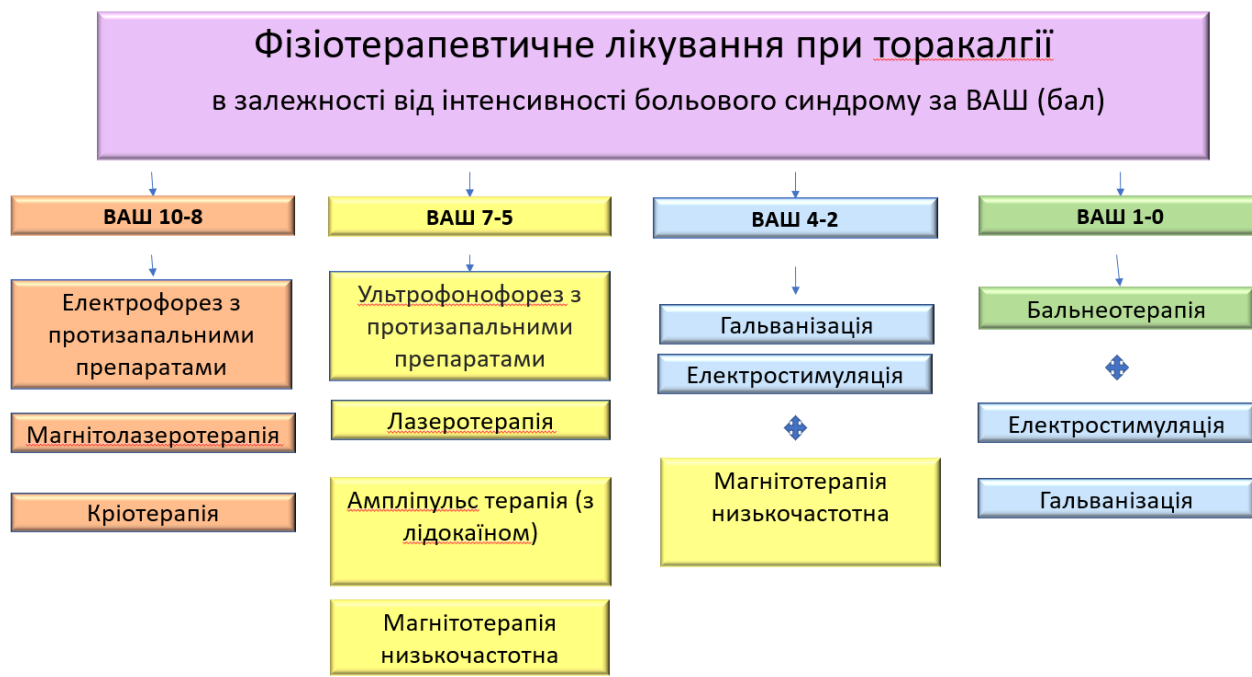 Фізіотерапевтичне лікування при торакалгії
в залежності від інтенсивності больового синдрому за ВАШ (бал)
ВАШ 10-8
Електрофорез з
протизапальними
препаратами
Магнітолазеротерапія
Кріотерапія
ВАШ 7-5
Ультрофонофорез з
протизапальними
препаратами
Лазеротерапія
Ампліпульс терапія (з
лідокаїном)
Магнітотерапія
низькочастотна
ВАШ 4-2
Гальванізація
Електростимуляція
Магнітотерапія
низькочастотна
ВАШ 1-0
Бальнеотерапія
Електростимуляція
Гальванізація